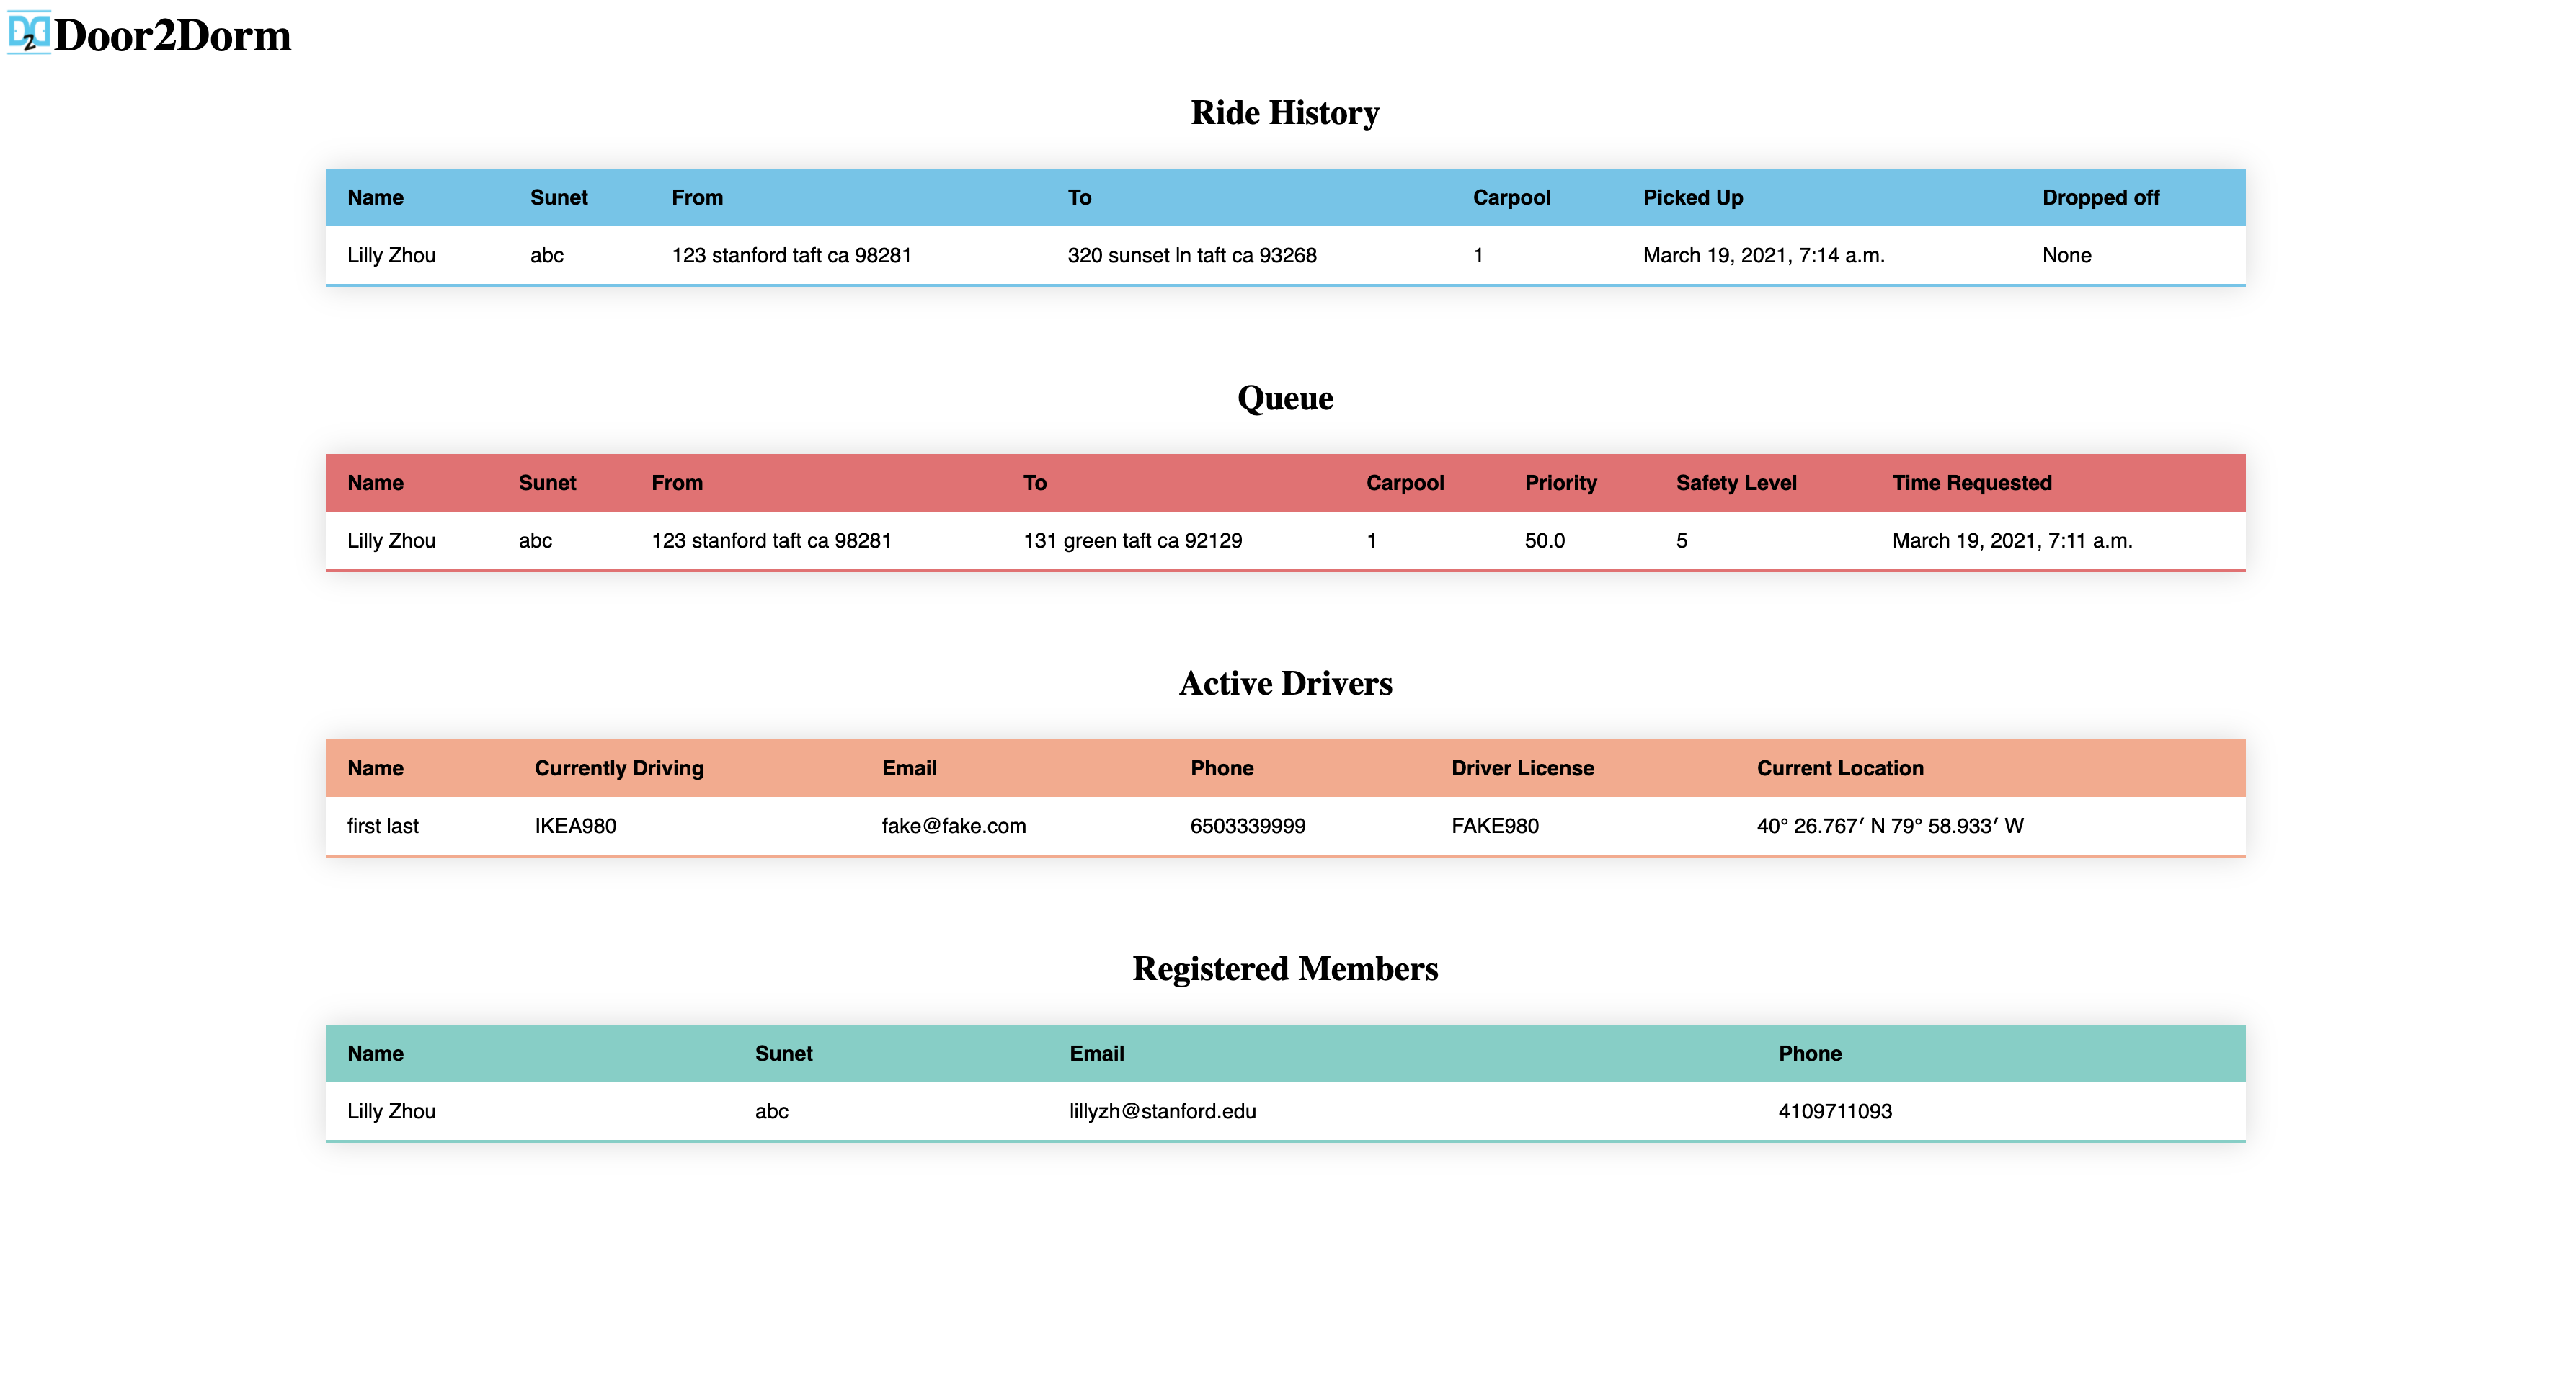 D2D Door2Dorm
Ride History
Name Sunet From To Carpool Picked Up Dropped off
Lilly Zhou abc 123 stanford taft ca 98281 320 sunset ln taft ca 93268 1 March 19, 2021, 7:14 a.m. None
Queue
Name Sunet From To Carpool Priority Safety Level Time Requested
Lilly Zhou abc 123 stanford taft ca 98281 131 green taft ca 92129 1 50.0 5 March 19, 2021, 7:11 a.m.
Active Drivers
Name Currently Driving Email Phone Driver License Current Location
first last IKEA980 fake@fake.com 6503339999 FAKE980 40° 26.767′ N 79° 58.933′ W
Registered Members
Name Sunet Email Phone
Lilly Zhou abc lillyzh@stanford.edu 4109711093